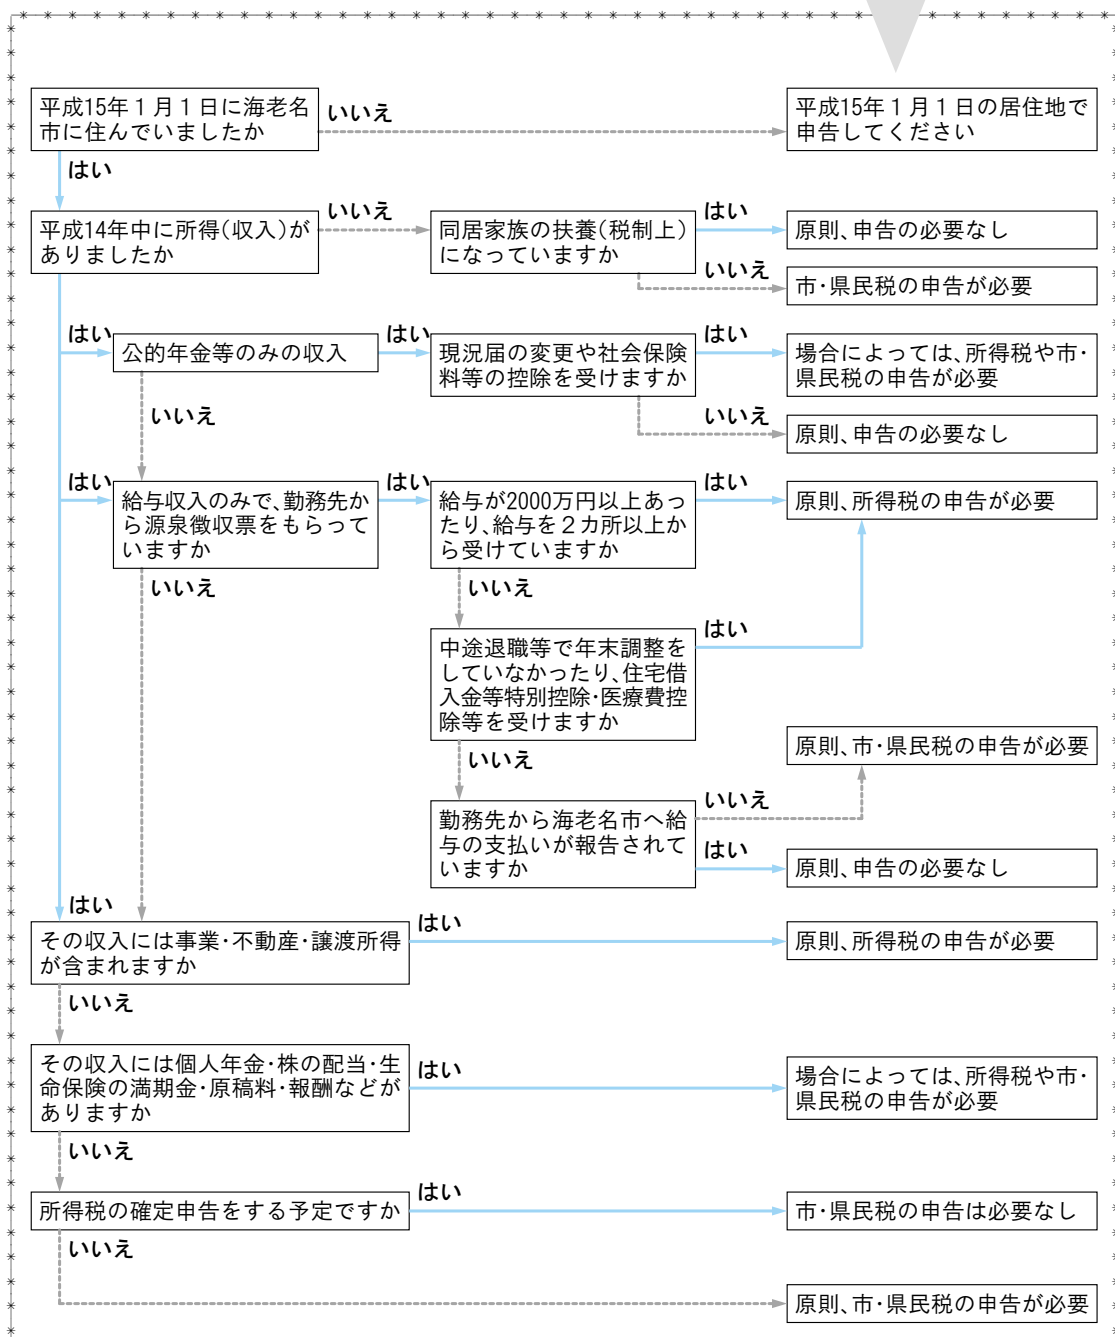 平成15年１月１日に海老名
市に住んでいましたか
いいえ
平成15年１月１日の居住地で
申告してください
はい
平成14年中に所得(収入)が
ありましたか
いいえ
同居家族の扶養(税制上)
になっていますか
はい
原則、申告の必要なし
いいえ
市・県民税の申告が必要
はい
公的年金等のみの収入
はい
現況届の変更や社会保険
料等の控除を受けますか
はい
場合によっては、所得税や市・
県民税の申告が必要
いいえ
いいえ
原則、申告の必要なし
はい
給与収入のみで、勤務先か
ら源泉徴収票をもらって
いますか
はい
給与が2000万円以上あっ
たり、給与を２カ所以上か
ら受けていますか
はい
原則、所得税の申告が必要
いいえ
いいえ
中途退職等で年末調整を
していなかったり、住宅借
入金等特別控除・医療費控
除等を受けますか
はい
いいえ
原則、市・県民税の申告が必要
勤務先から海老名市へ給
与の支払いが報告されて
いますか
いいえ
はい
原則、申告の必要なし
はい
その収入には事業・不動産・譲渡所得
が含まれますか
はい
原則、所得税の申告が必要
いいえ
その収入には個人年金・株の配当・生
命保険の満期金・原稿料・報酬などが
ありますか
はい
場合によっては、所得税や市・
県民税の申告が必要
いいえ
所得税の確定申告をする予定ですか
はい
市・県民税の申告は必要なし
いいえ
原則、市・県民税の申告が必要